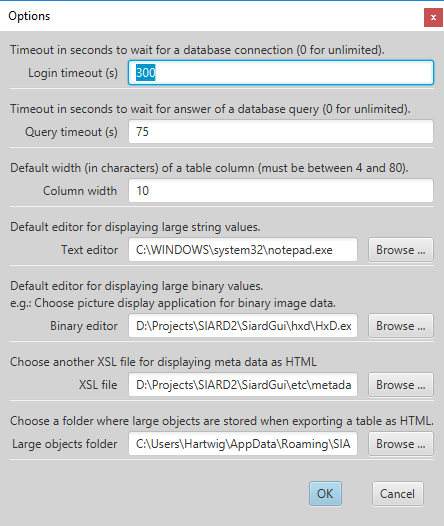 Options
x
Timeout in seconds to wait for a database connection (0 for unlimited).
Login timeout (s) 300
Timeout in seconds to wait for answer of a database query (0 for unlimited).
Query timeout (s) 75
Default width (in characters) of a table column (must be between 4 and 80).
Column width 10
Default editor for displaying large string values.
Text editor C:\WINDOWS\system32\notepad.exe Browse ...
Default editor for displaying large binary values.
e.g.: Choose picture display application for binary image data.
Binary editor D:\Projects\SIARD2\SiardGui\hxd\HxD.ex Browse ...
Choose another XSL file for displaying meta data as HTML
XSL file D:\Projects\SIARD2\SiardGui\etc\metada Browse ...
Choose a folder where large objects are stored when exporting a table as HTML.
Large objects folder C:\Users\Hartwig\AppData\Roaming\SIA Browse ...
OK Cancel